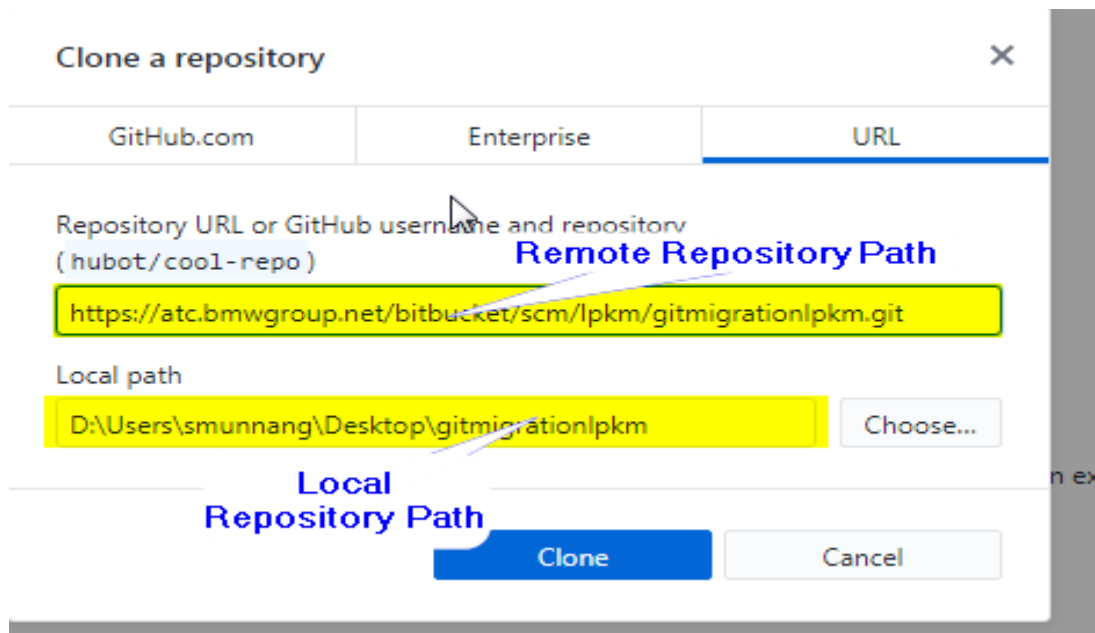 Clone a repository
GitHub.com Enterprise URL
Repository URL or GitHub username and repository
(hubot/cool-repo)
Remote Repository Path
https://atc.bmwgroup.net/bitbucket/scm/lpkm/gitmigrationlpkm.git
Local path
D:\Users\smunnang\Desktop\gitmigrationlpkm Choose...
Local
Repository Path
Clone Cancel